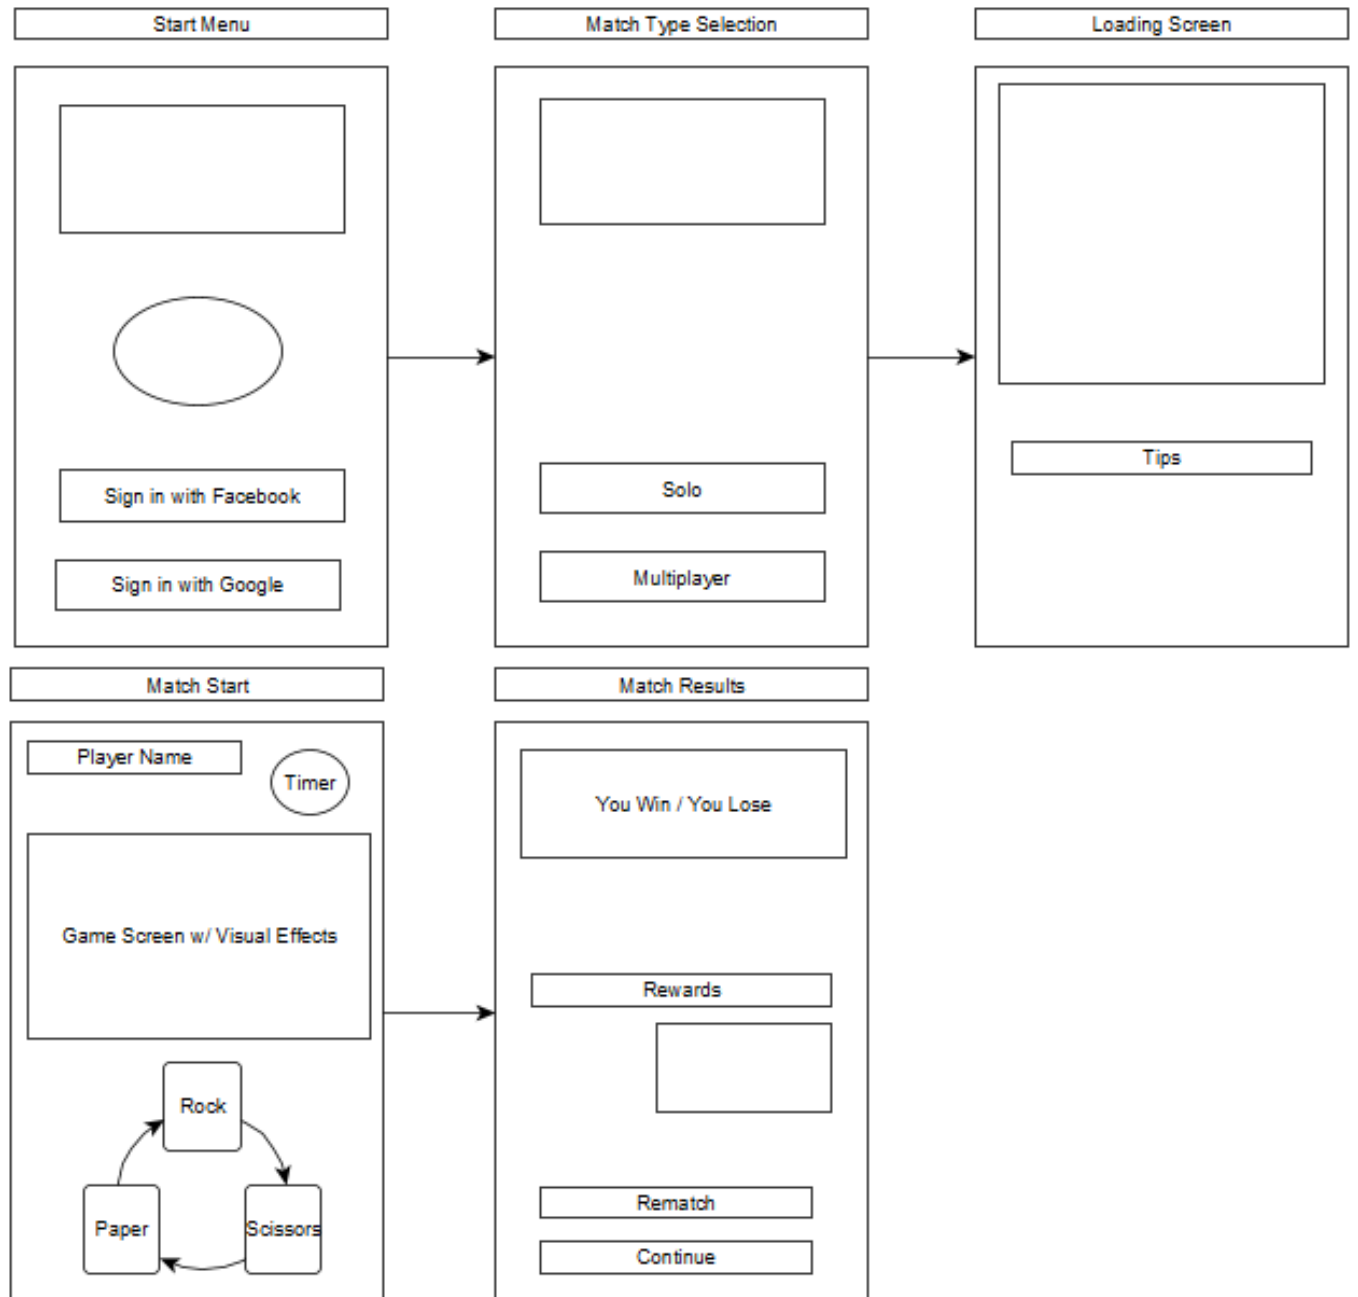 Start Menu
Match Type Selection
Loading Screen
Sign in with Facebook
Sign in with Google
Solo
Multiplayer
Tips
Match Start
Match Results
Player Name
Timer
Game Screen w/ Visual Effects
Rock
Paper
Scissors
You Win / You Lose
Rewards
Rematch
Continue